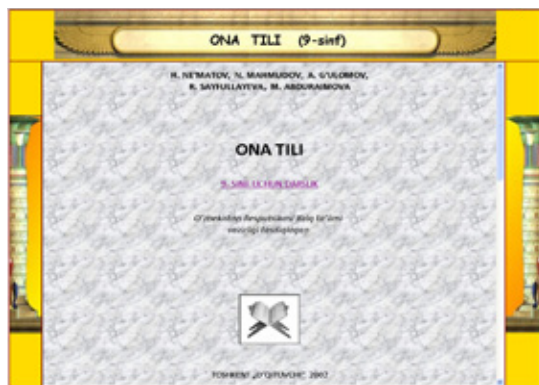 ONA TILI (9-sinf)
H. NE'MATOV, N. MAHMUDOV, A. G'ULOMOV,
R. SAYFULLAYEVA, M. ABDURAIMOVA
ONA TILI
9- SINF UCHUN DARSLIK
O'zbekiston Respublikasi Xalq ta'limi
vazirligi tasdiqlagan
TOSHKENT „O'QITUVCHI" 2002